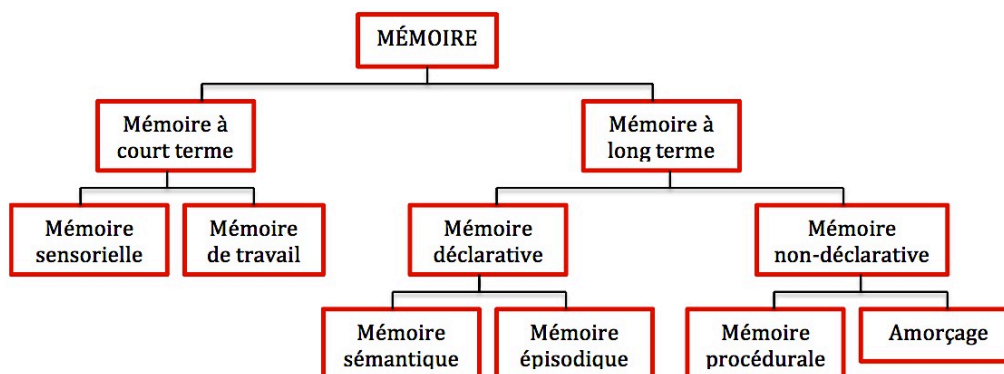 MÉMOIRE
Mémoire à
court terme
Mémoire à
long terme
Mémoire
sensorielle
Mémoire
de travail
Mémoire
déclarative
Mémoire
non-déclarative
Mémoire
sémantique
Mémoire
épisodique
Mémoire
procédurale
Amorçage